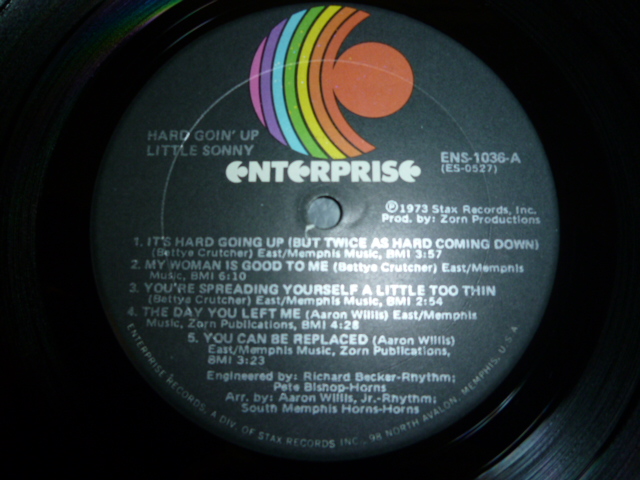 HARD GOIN' UP
LITTLE SONNY
ENTERPRISE
ENS-1036-A
(ES-0527)
Ⓟ1973 Stax Records, Inc.
Prod. by: Zorn Productions
1. IT'S HARD GOING UP (BUT TWICE AS HARD COMING DOWN)
(Bettye Crutcher) East/Memphis Music, BMI 3:57
2. MY WOMAN IS GOOD TO ME (Bettye Crutcher) East/Memphis
Music, BMI 6:10
3. YOU'RE SPREADING YOURSELF A LITTLE TOO THIN
(Bettye Crutcher) East/Memphis Music, BMI 2:54
4. THE DAY YOU LEFT ME (Aaron Willis) East/Memphis
Music, Zorn Publications, BMI 4:28
5. YOU CAN BE REPLACED (Aaron Willis)
East/Memphis Music, Zorn Publications,
BMI 3:23
Engineered by: Richard Becker-Rhythm;
Pete Bishop-Horns
Arr. by: Aaron Willis, Jr.-Rhythm;
South Memphis Horns-Horns
ENTERPRISE RECORDS, A DIV. OF STAX RECORDS INC., 98 NORTH AVALON, MEMPHIS, U.S.A